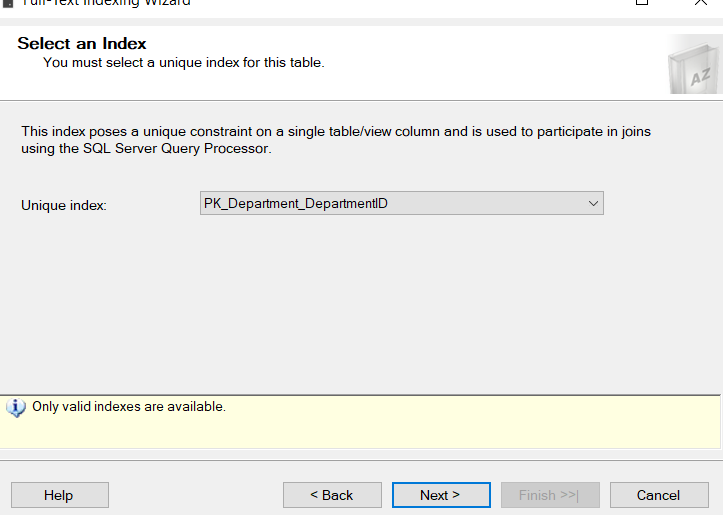 Full-Text Indexing Wizard
Select an Index
You must select a unique index for this table.
AZ
This index poses a unique constraint on a single table/view column and is used to participate in joins
using the SQL Server Query Processor.
Unique index:
PK_Department_DepartmentID
Only valid indexes are available.
Help
< Back
Next >
Finish >>|
Cancel